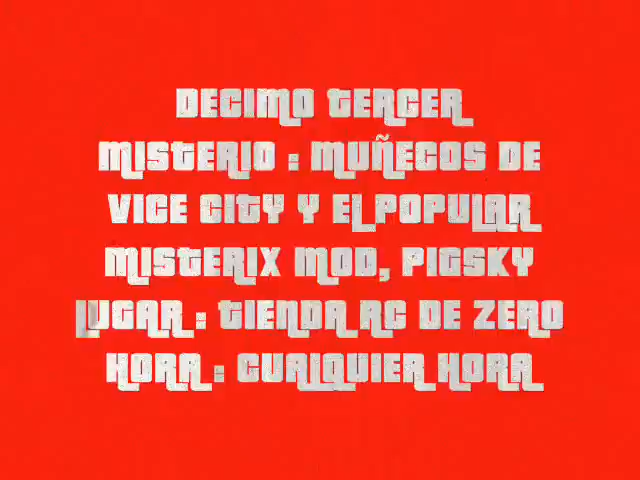 DECIMO TERCER
MISTERIO : MUÑECOS DE
VICE CITY Y EL POPULAR
MISTERIX MOD, PIGSKY
LUGAR : TIENDA RC DE ZERO
HORA : CUALQUIER HORA